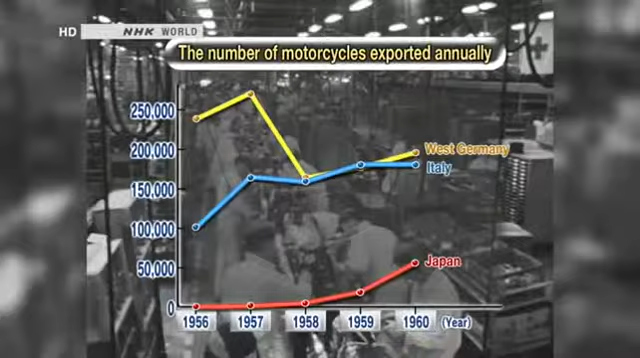 HD
NHK WORLD
The number of motorcycles exported annually
250,000
200,000
150,000
100,000
50,000
0
West Germany
Italy
Japan
1956 1957 1958 1959 1960 (Year)